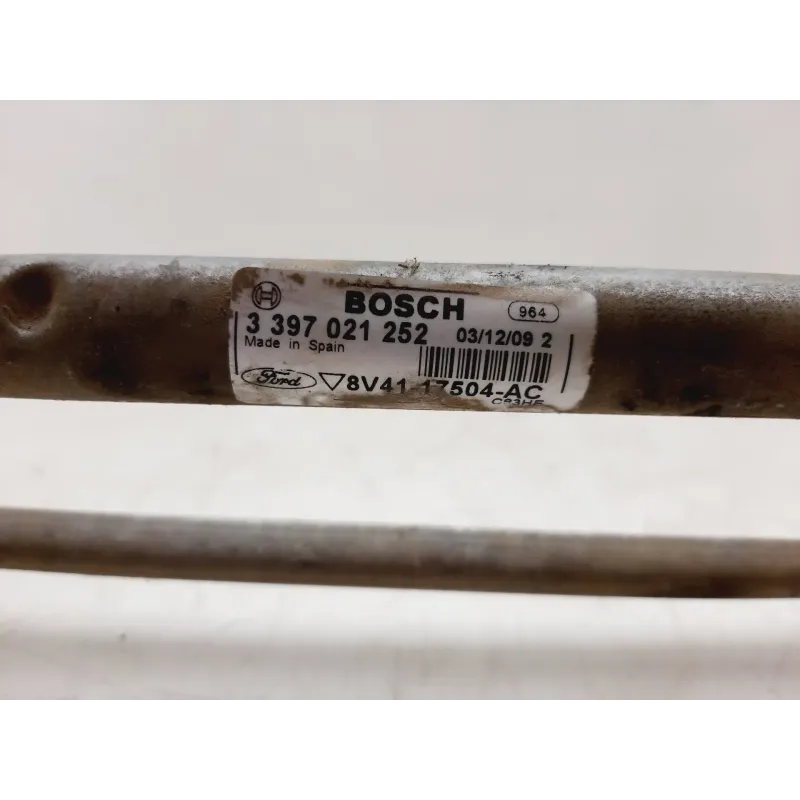 BOSCH 964
3 397 021 252 03/12/09 2
Made in Spain
Ford 8V41 17504-AC